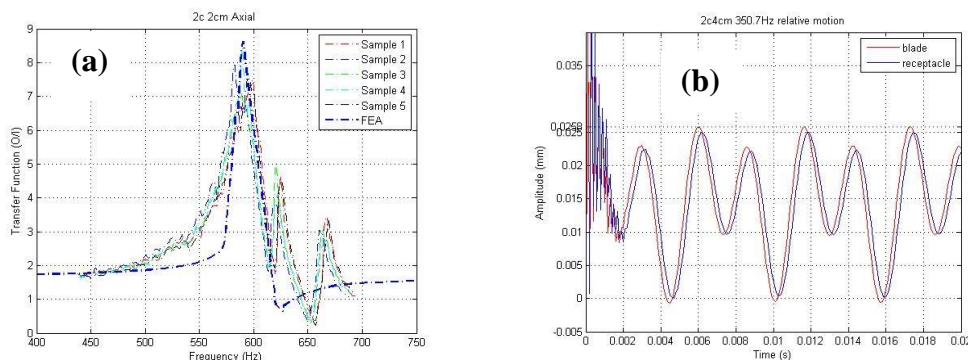 2c 2cm Axial
(a)
9
8
7
6
5
4
3
2
1
0
Transfer Function (O/I)
Sample 1
Sample 2
Sample 3
Sample 4
Sample 5
FEA
400 450 500 550 600 650 700 750
Frequency (Hz)
2c4cm 350.7Hz relative motion
(b)
blade
receptacle
0.035
0.0259
0.025
0.02
0.015
0.01
0.005
0
-0.005
Amplitude (mm)
0 0.002 0.004 0.006 0.008 0.01 0.012 0.014 0.016 0.018 0.02
Time (s)